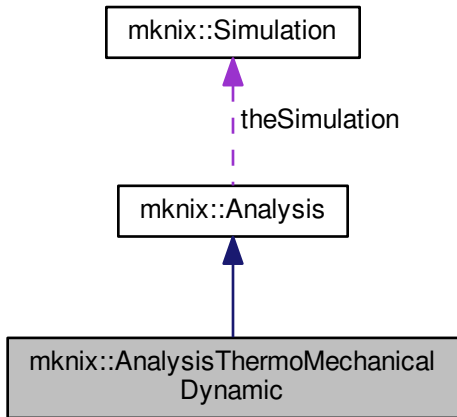 mknix::Simulation
theSimulation
mknix::Analysis
mknix::AnalysisThermoMechanical
Dynamic